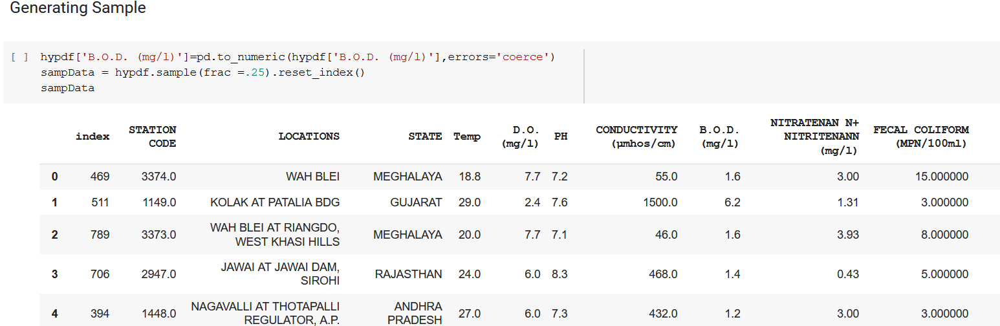 Generating Sample
[ ] hypdf['B.O.D. (mg/l)']=pd.to_numeric(hypdf['B.O.D. (mg/l)'],errors='coerce')
sampData = hypdf.sample(frac =.25).reset_index()
sampData
index STATION CODE LOCATIONS STATE Temp D.O. (mg/l) PH CONDUCTIVITY (µmhos/cm) B.O.D. (mg/l) NITRATENAN N+ NITRITENANN (mg/l) FECAL COLIFORM (MPN/100ml)
0 469 3374.0 WAH BLEI MEGHALAYA 18.8 7.7 7.2 55.0 1.6 3.00 15.000000
1 511 1149.0 KOLAK AT PATALIA BDG GUJARAT 29.0 2.4 7.6 1500.0 6.2 1.31 3.000000
2 789 3373.0 WAH BLEI AT RIANGDO, WEST KHASI HILLS MEGHALAYA 20.0 7.7 7.1 46.0 1.6 3.93 8.000000
3 706 2947.0 JAWAI AT JAWAI DAM, SIROHI RAJASTHAN 24.0 6.0 8.3 468.0 1.4 0.43 5.000000
4 394 1448.0 NAGAVALLI AT THOTAPALLI REGULATOR, A.P. ANDHRA PRADESH 27.0 6.0 7.3 432.0 1.2 3.00 3.000000